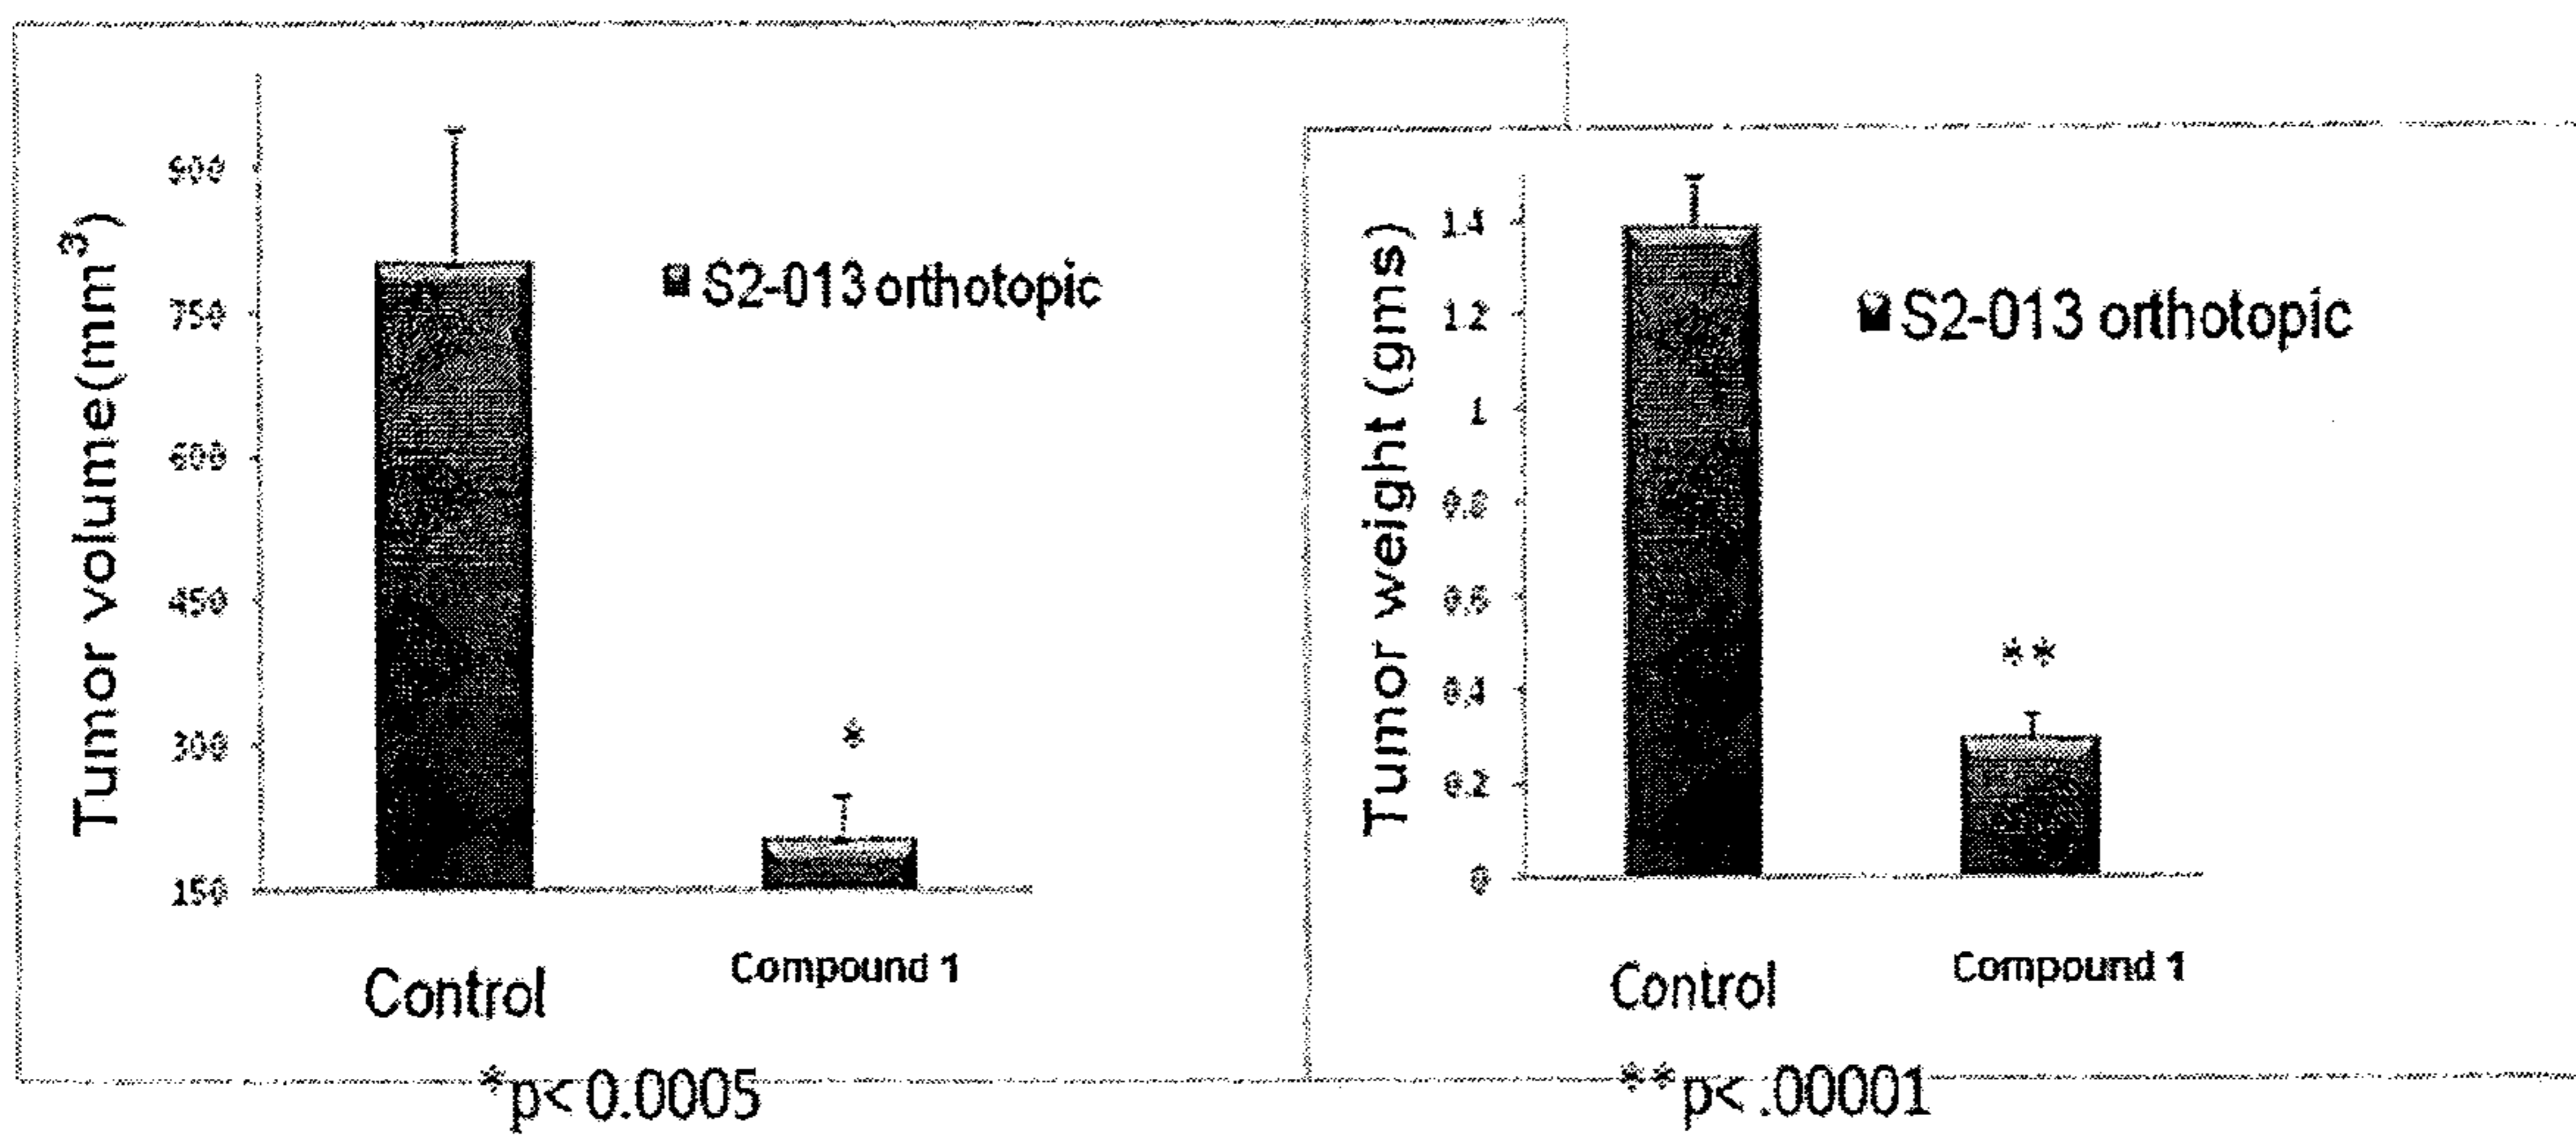 Tumor volume(mm³)
900
750
600
450
300
150
S2-013 orthotopic
*
Control
Compound 1
*p< 0.0005
Tumor weight (gms)
1.4
1.2
1
0.8
0.6
0.4
0.2
0
S2-013 orthotopic
**
Control
Compound 1
**p< .00001